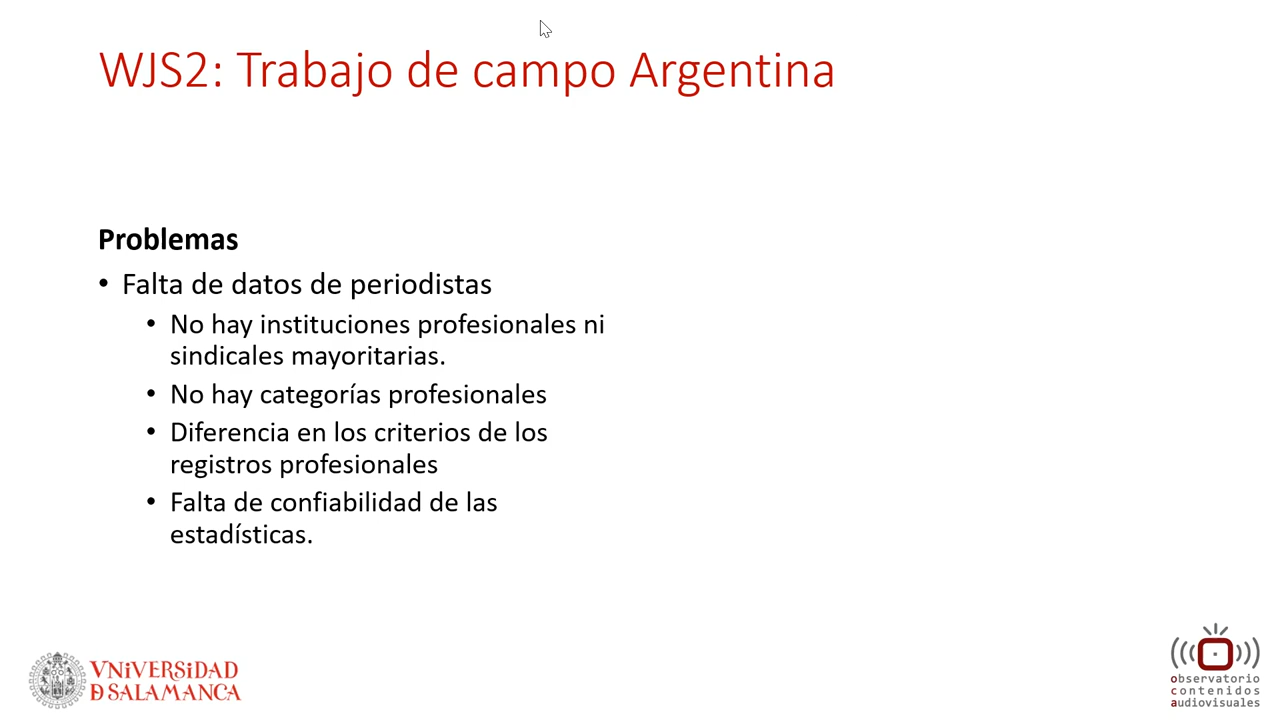 WJS2: Trabajo de campo Argentina
Problemas
• Falta de datos de periodistas
• No hay instituciones profesionales ni
sindicales mayoritarias.
• No hay categorías profesionales
• Diferencia en los criterios de los
registros profesionales
• Falta de confiabilidad de las
estadísticas.
VNiVERSiDAD
D SALAMANCA
observatorio
contenidos
audiovisuales